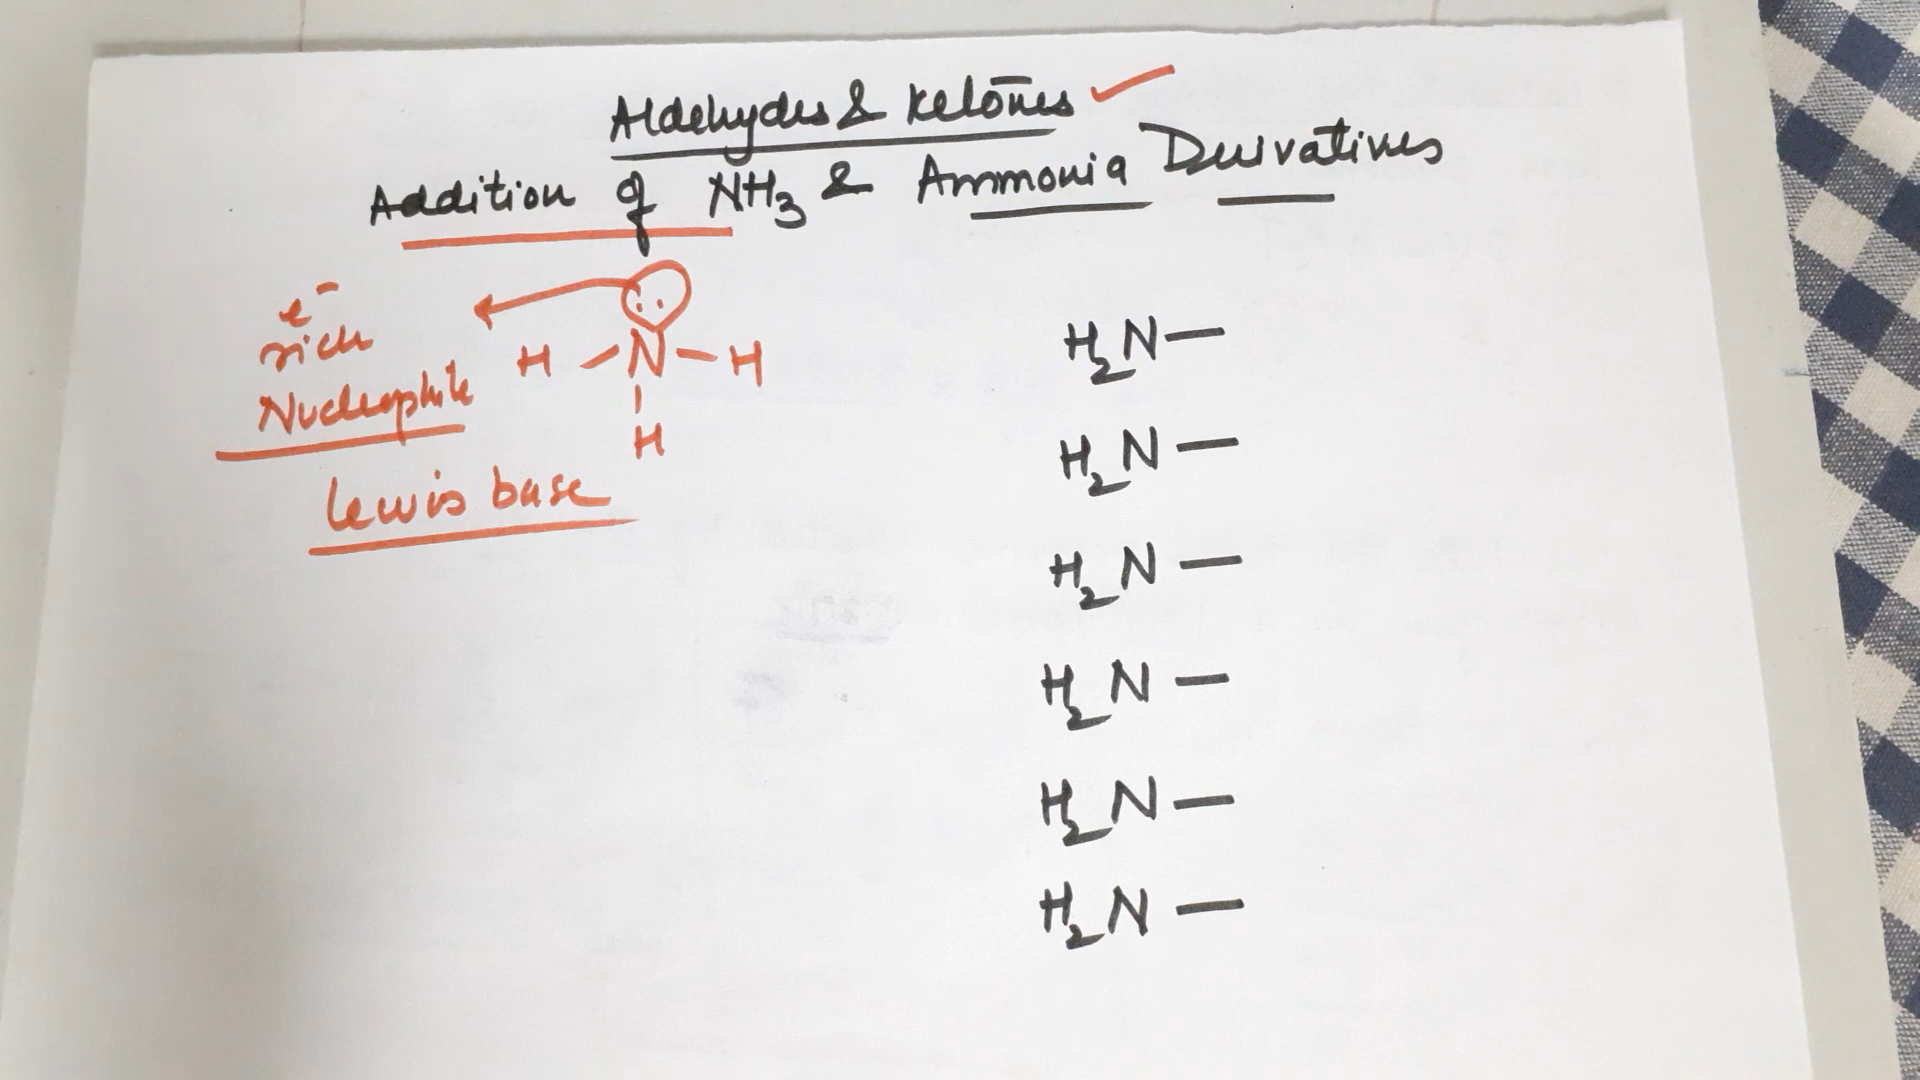 Aldehydes & Ketones ✓
Addition of NH3 & Ammonia Derivatives
e-
rich
Nucleophile
Lewis base
H - N - H
H
H2N-
H2N-
H2N-
H2N-
H2N-
H2N-